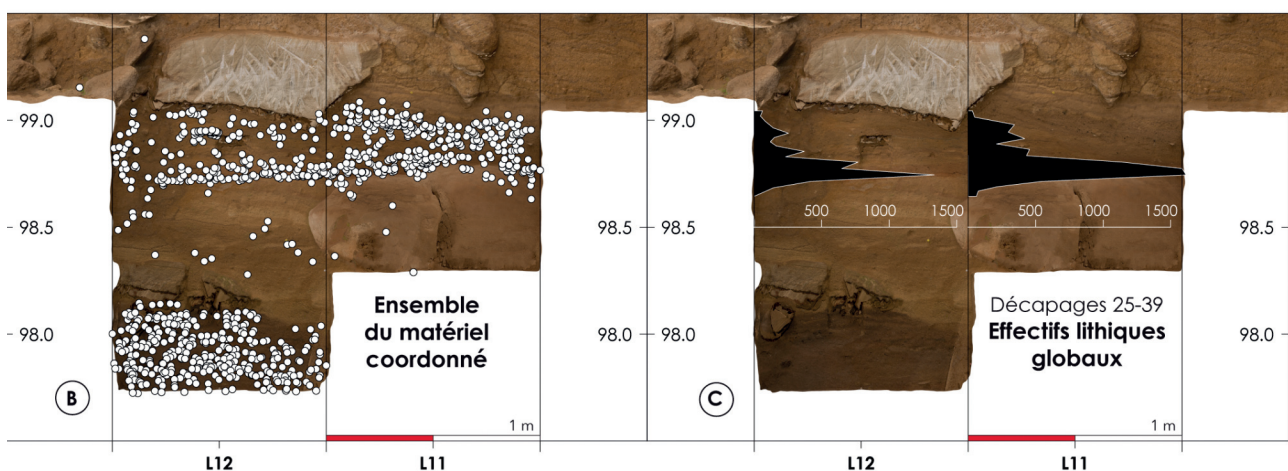 99.0
98.5
98.0
Ensemble
du matériel
coordonné
B
1 m
L12
L11
99.0
98.5
98.0
500
1000
1500
500
1000
1500
98.5
98.0
Décapages 25-39
Effectifs lithiques
globaux
C
1 m
L12
L11